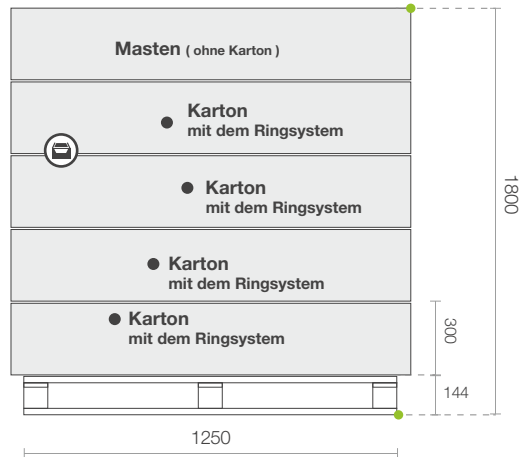 Masten ( ohne Karton )
Karton
mit dem Ringsystem
Karton
mit dem Ringsystem
Karton
mit dem Ringsystem
Karton
mit dem Ringsystem
1800
300
144
1250